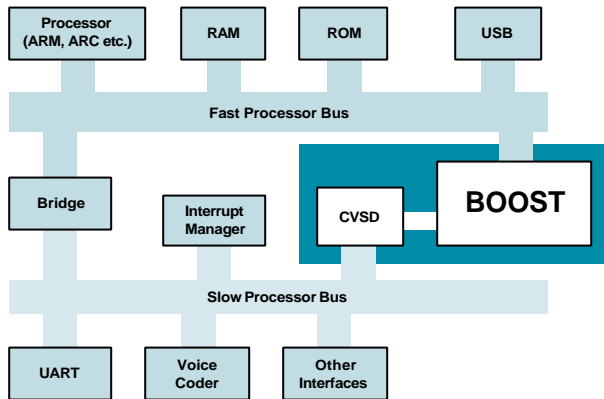 Processor
(ARM, ARC etc.)
RAM
ROM
USB
Fast Processor Bus
Bridge
Interrupt
Manager
CVSD
BOOST
Slow Processor Bus
UART
Voice
Coder
Other
Interfaces